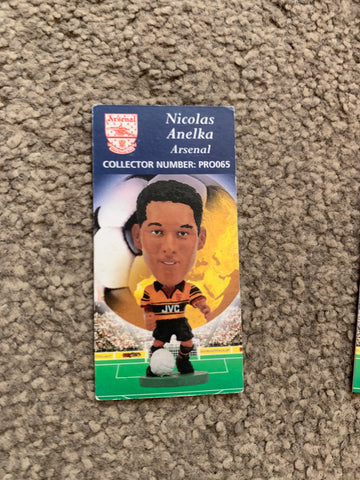 Arsenal
Nicolas
Anelka
Arsenal
COLLECTOR NUMBER: PRO065
JVC